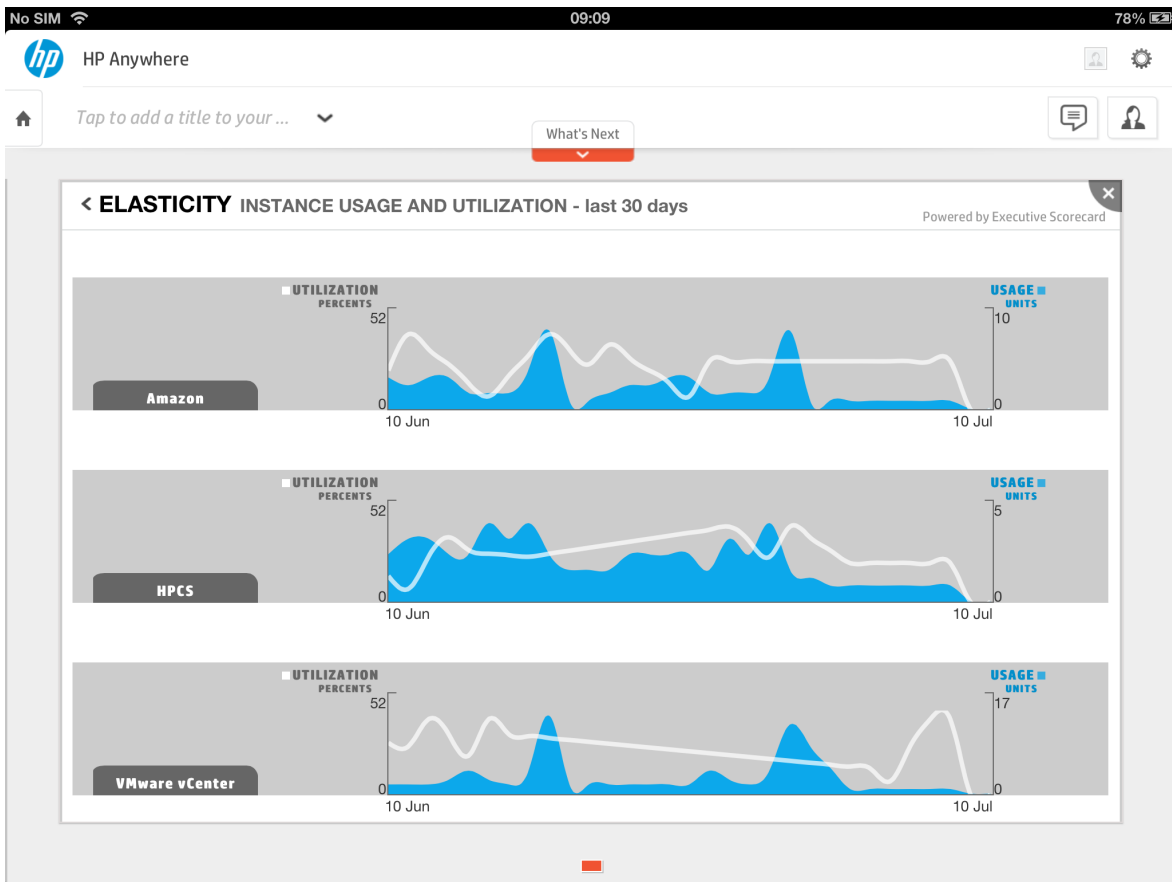 No SIM 09:09 78%
hp HP Anywhere
Tap to add a title to your ...
What's Next
ELASTICITY INSTANCE USAGE AND UTILIZATION - last 30 days
Powered by Executive Scorecard
UTILIZATION USAGE
PERCENTS UNITS
52 10
Amazon
0 0
10 Jun 10 Jul
UTILIZATION USAGE
PERCENTS UNITS
52 5
HPCS
0 0
10 Jun 10 Jul
UTILIZATION USAGE
PERCENTS UNITS
52 17
VMware vCenter
0 0
10 Jun 10 Jul